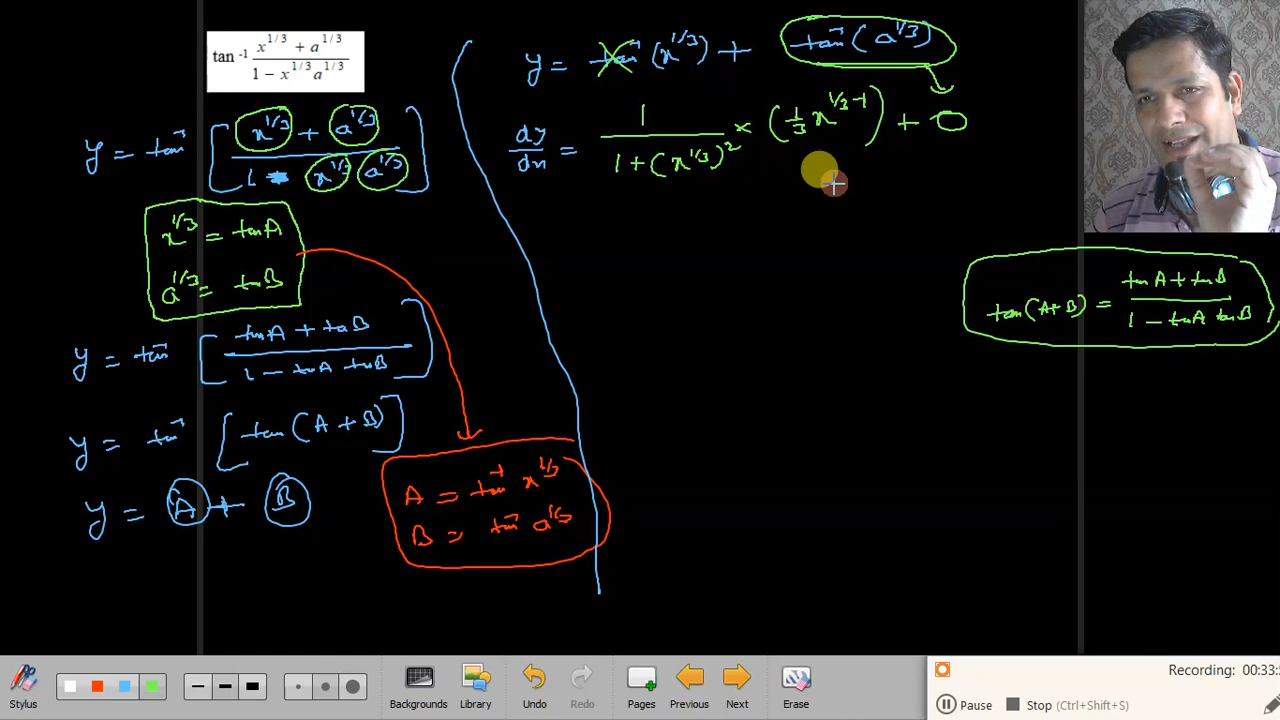 tan -1 x^1/3 + a^1/3 / 1 - x^1/3 a^1/3
y = tan⁻¹ [ x^1/3 + a^1/3 / 1 - x^1/3 a^1/3 ]
x^1/3 = tanA
a^1/3 = tanB
y = tan⁻¹ [ tanA + tanB / 1 - tanA tanB ]
y = tan⁻¹ [ tan(A + B) ]
y = A + B
A = tan⁻¹ x^1/3
B = tan⁻¹ a^1/3
y = tan⁻¹ (x^1/3) + tan⁻¹ (a^1/3)
dy/dx = 1 / 1 + (x^1/3)^2 × (1/3 x^1/3-1) + 0
tan(A+B) = tanA + tanB / 1 - tanA tanB
Stylus
Backgrounds
Library
Undo
Redo
Pages
Previous
Next
Erase
Recording: 00:33:
Pause
Stop (Ctrl+Shift+S)